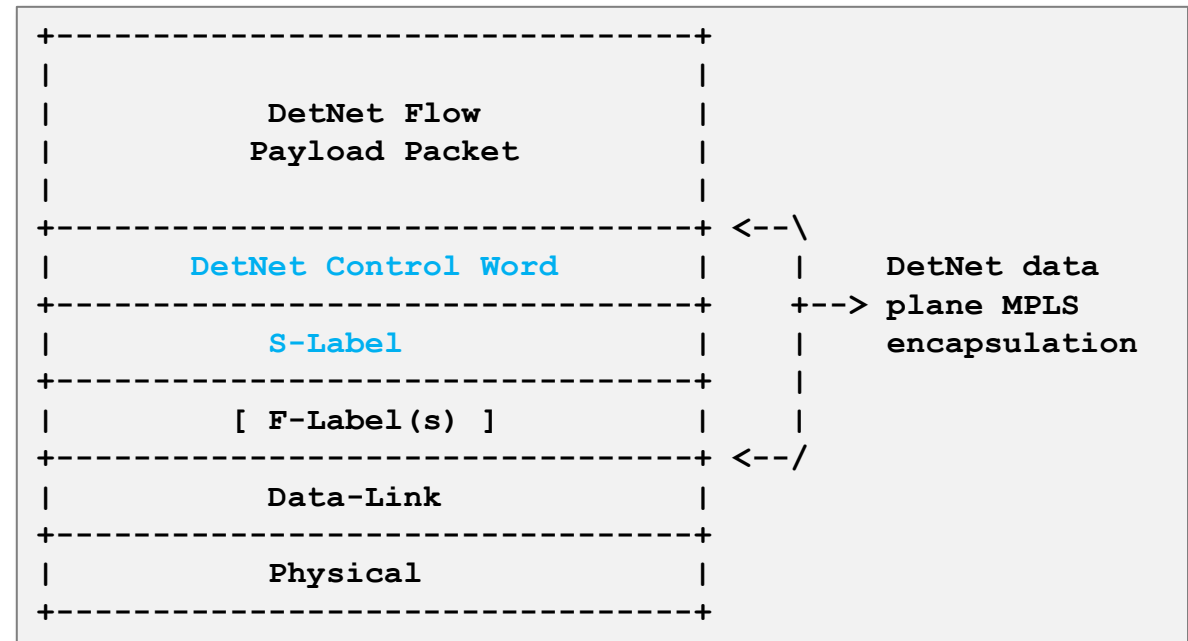 +---------------------------------+
|                                 |
|           DetNet Flow           |
|          Payload Packet         |
|                                 |
+---------------------------------+ <--\
|       DetNet Control Word       |    |    DetNet data
+---------------------------------+    +--> plane MPLS
|           S-Label               |    |    encapsulation
+---------------------------------+    |
|         [ F-Label(s) ]          |    |
+---------------------------------+ <--/
|           Data-Link             |
+---------------------------------+
|           Physical              |
+---------------------------------+